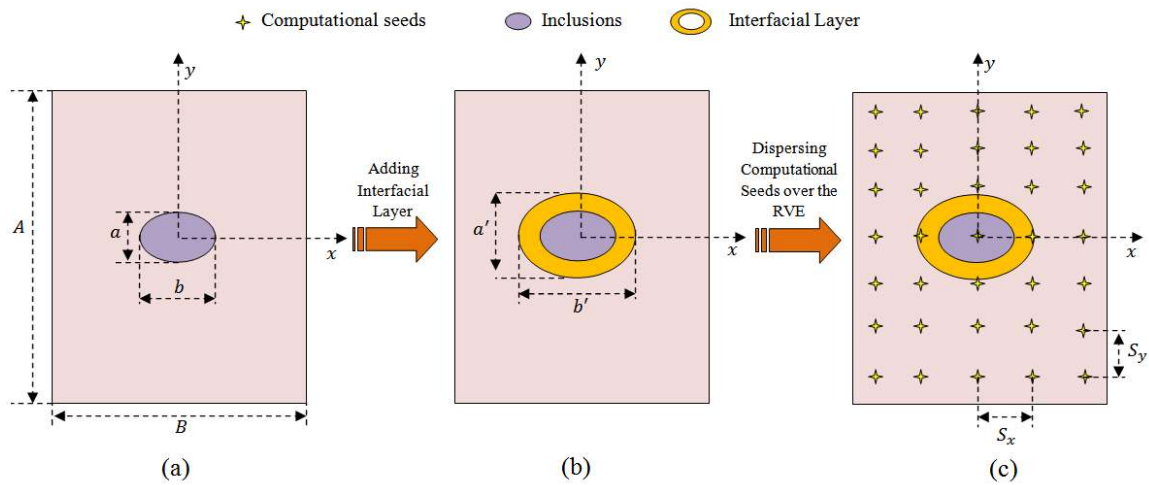 Computational seeds Inclusions Interfacial Layer
y
A
a
b
x
B
(a)
Adding
Interfacial
Layer
y
a′
b′
x
(b)
Dispersing
Computational
Seeds over the
RVE
y
x
S_y
S_x
(c)